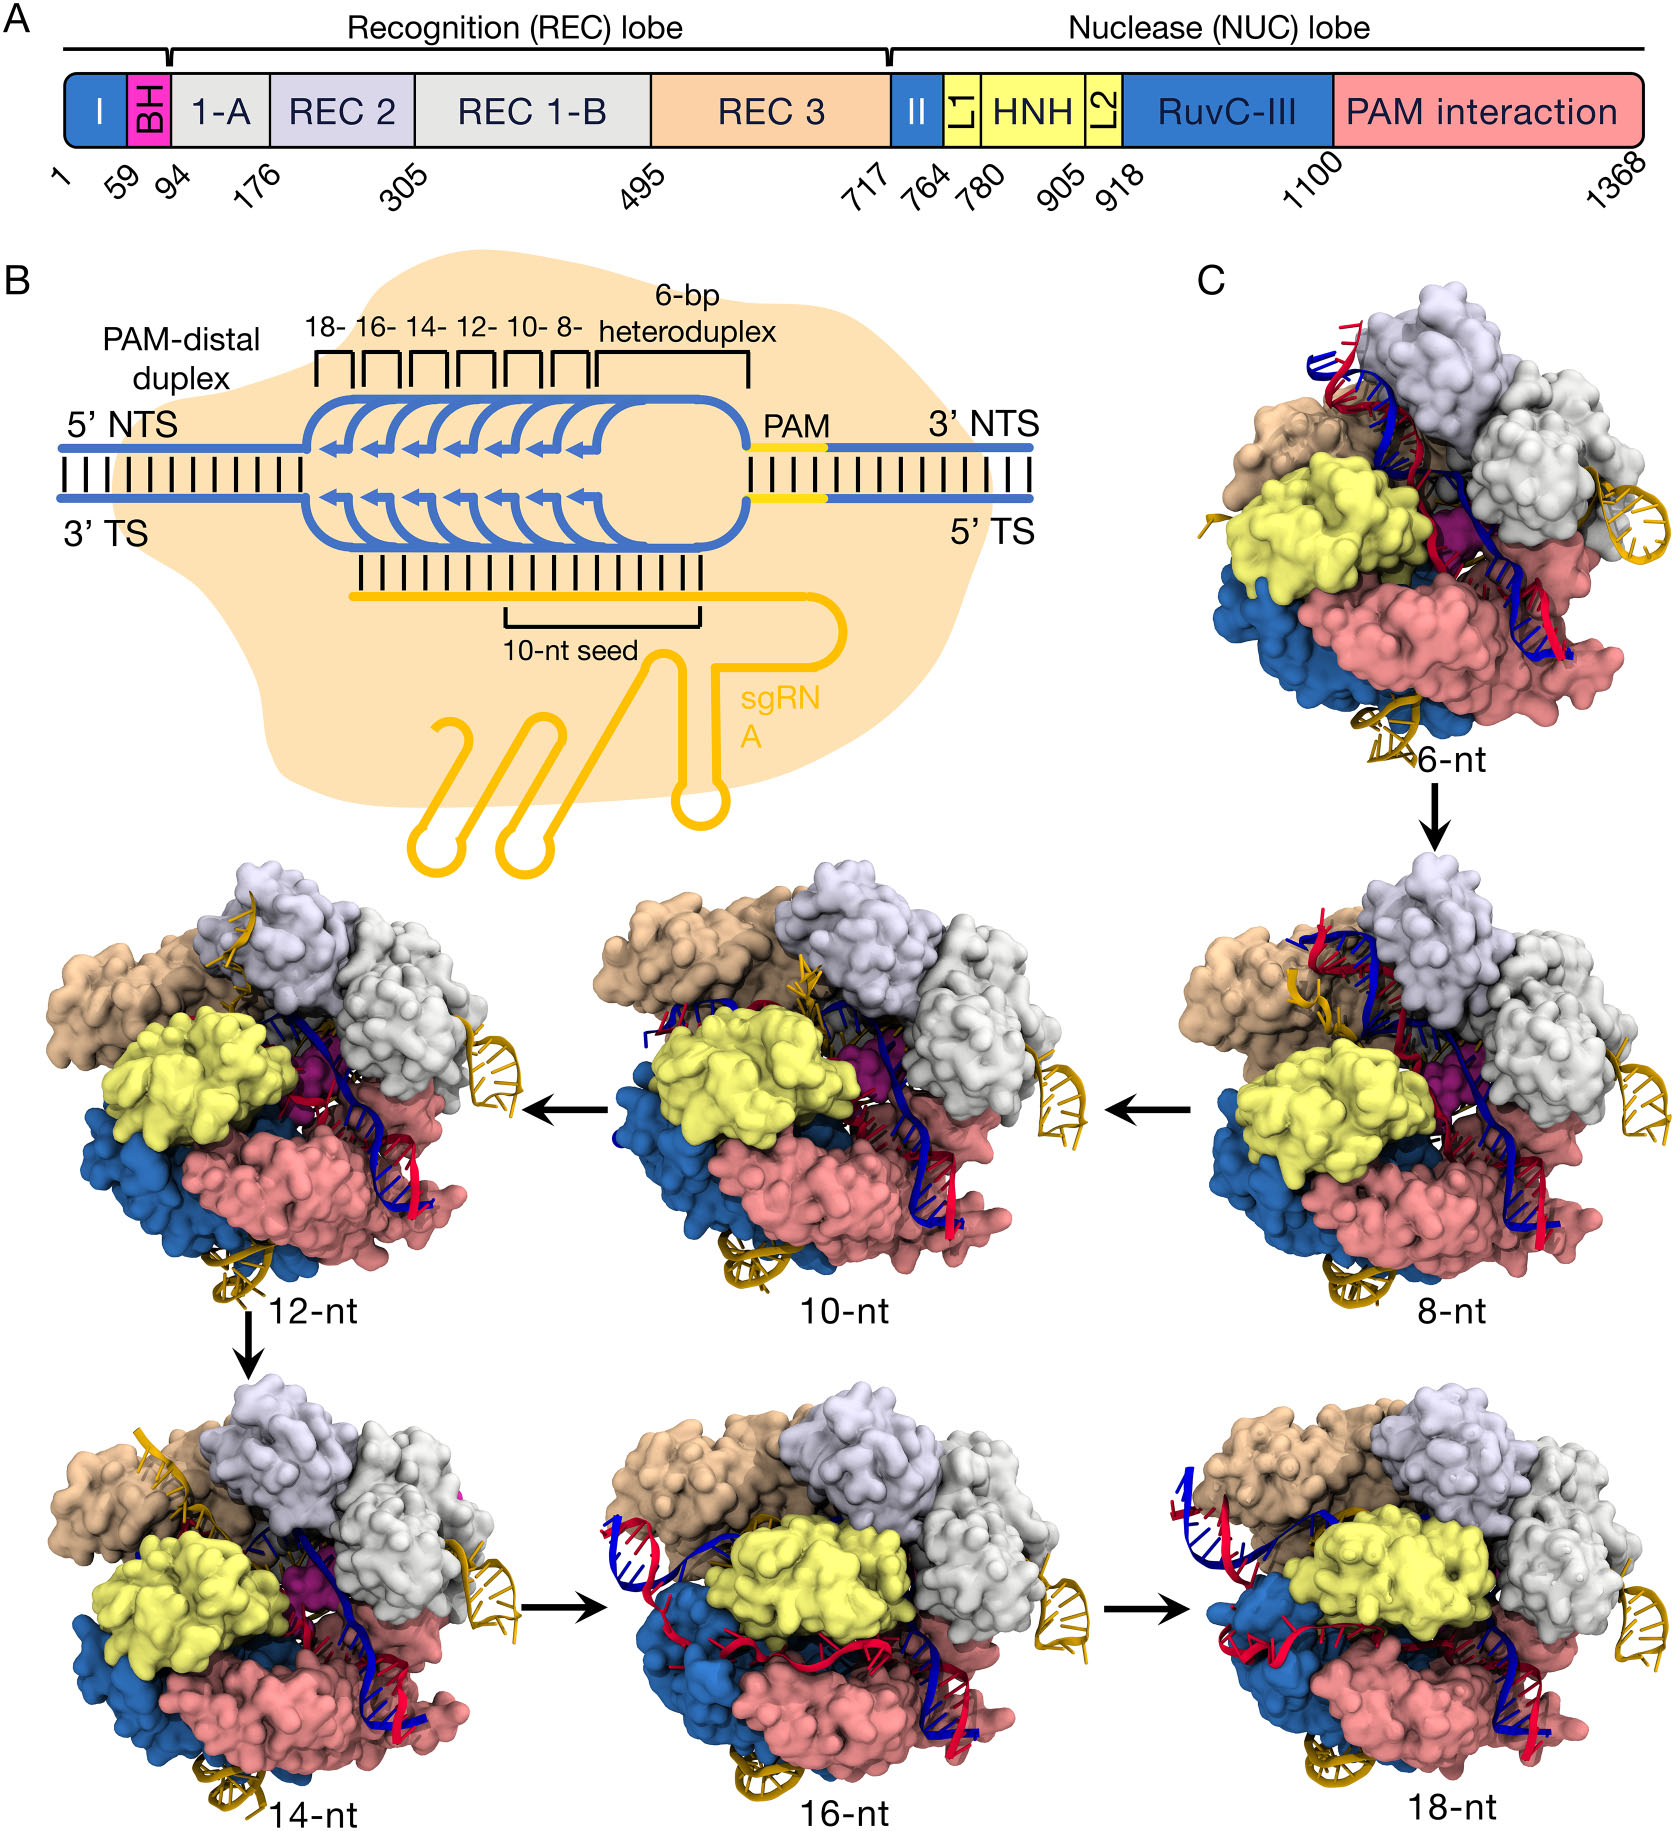 A
Recognition (REC) lobe
Nuclease (NUC) lobe
I BH 1-A REC 2 REC 1-B REC 3 II L1 HNH L2 RuvC-III PAM interaction
1 59 94 176 305 495 717 764 780 905 918 1100 1368
B
C
6-bp
heteroduplex
18- 16- 14- 12- 10- 8-
PAM-distal
duplex
5’ NTS
PAM
3’ NTS
3’ TS
5’ TS
10-nt seed
sgRN
A
6-nt
12-nt
10-nt
8-nt
14-nt
16-nt
18-nt